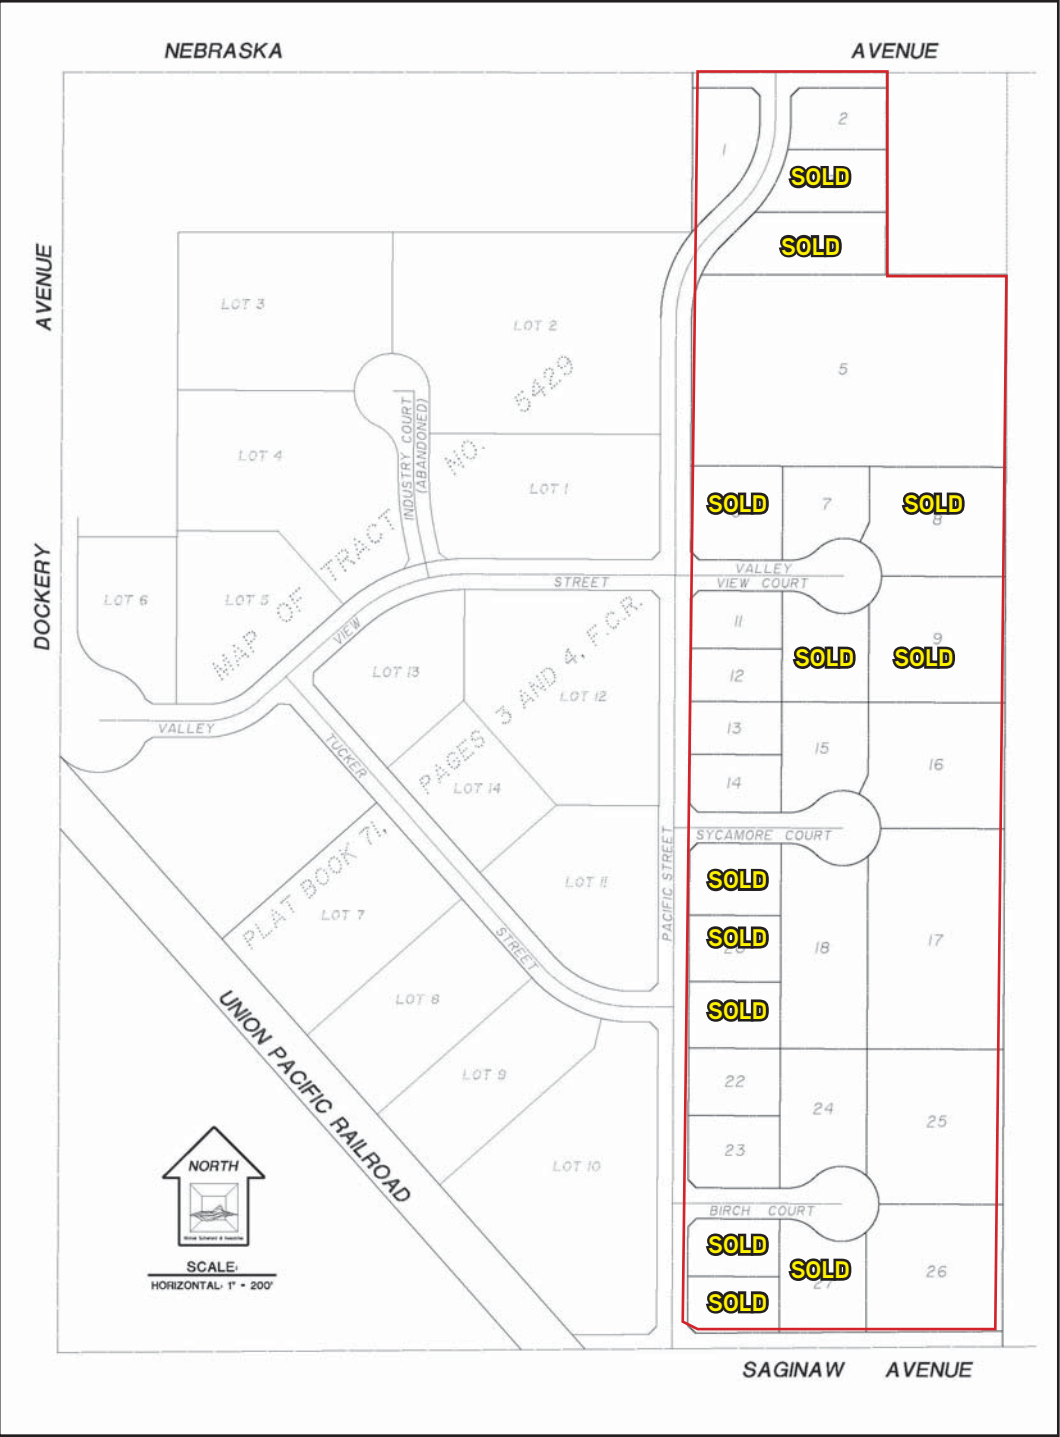 NEBRASKA AVENUE
1
2
SOLD
SOLD
AVENUE
DOCKERY
LOT 3
LOT 2
5
LOT 4
LOT 1
INDUSTRY COURT
(ABANDONED)
SOLD
7
SOLD
8
MAP OF TRACT NO. 5429
VALLEY
VIEW COURT
STREET
LOT 6
LOT 5
VIEW
11
9
SOLD
SOLD
12
LOT 13
LOT 12
PLAT BOOK 71, PAGES 3 AND 4, F.C.R.
VALLEY
TUCKER
13
15
16
14
LOT 14
SYCAMORE COURT
PACIFIC STREET
LOT 11
SOLD
LOT 7
SOLD
18
17
STREET
LOT 8
SOLD
UNION PACIFIC RAILROAD
LOT 9
22
24
25
23
LOT 10
NORTH
BIRCH COURT
SOLD
SOLD
27
26
SOLD
SCALE:
HORIZONTAL: 1" = 200'
SAGINAW AVENUE